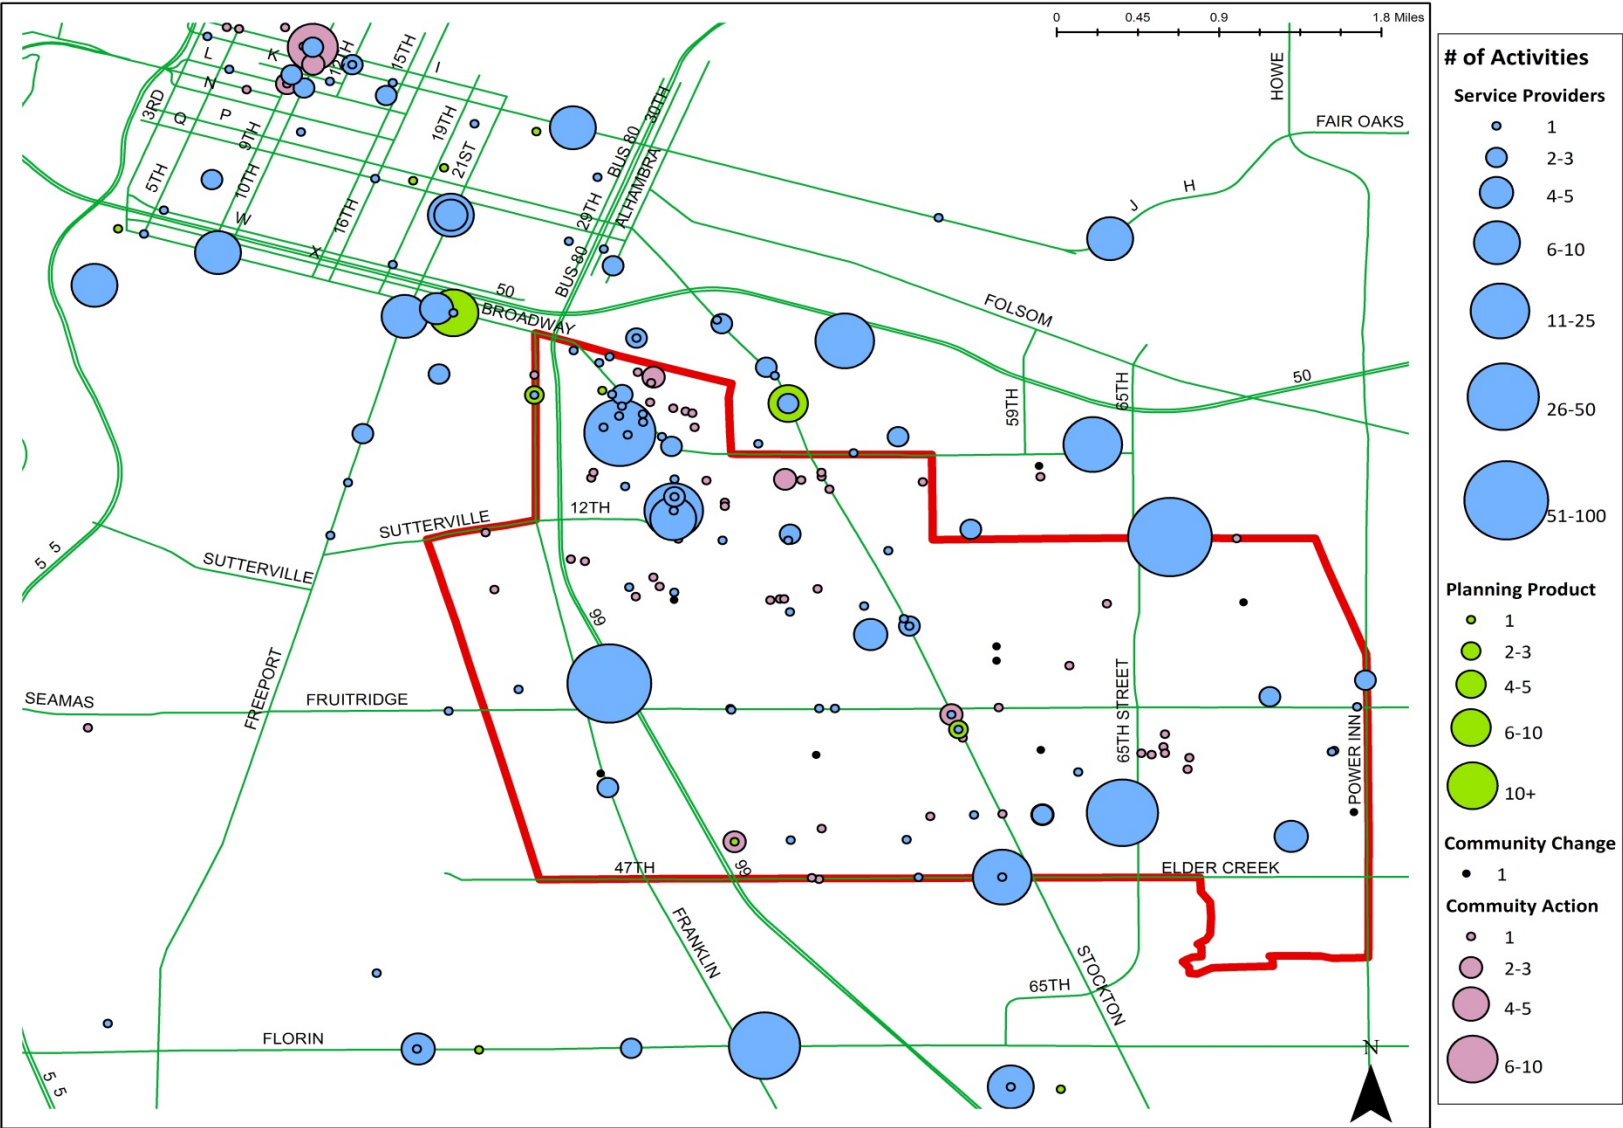 0 0.45 0.9 1.8 Miles
# of Activities
Service Providers
1
2-3
4-5
6-10
11-25
26-50
51-100
Planning Product
1
2-3
4-5
6-10
10+
Community Change
1
Commuity Action
1
2-3
4-5
6-10
L
K
12TH
15TH
I
N
3RD
Q
P
9TH
19TH
21ST
5TH
10TH
16TH
W
X
BUS 80
30TH
29TH
ALHAMBRA
BUS 80
HOWE
FAIR OAKS
H
J
50
BROADWAY
FOLSOM
50
59TH
65TH
12TH
SUTTERVILLE
SUTTERVILLE
5 5
99
FREEPORT
SEAMAS
FRUITRIDGE
65TH STREET
POWER INN
47TH
99
ELDER CREEK
FRANKLIN
STOCKTON
65TH
FLORIN
5 5
N